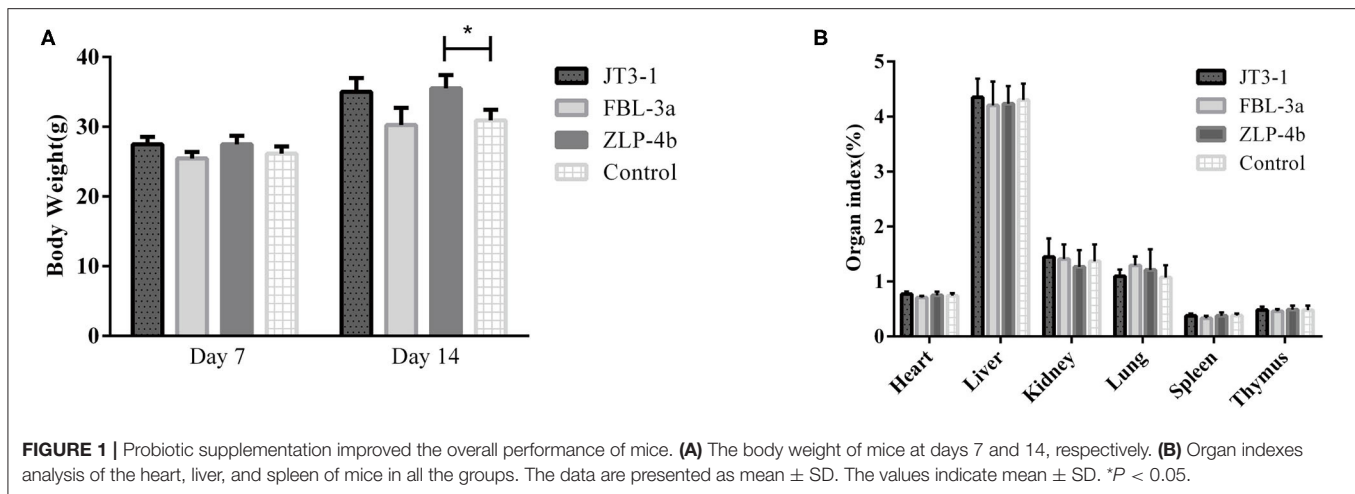 A
*
Body Weight(g)
40
30
20
10
0
Day 7
Day 14
JT3-1
FBL-3a
ZLP-4b
Control
B
Organ index(%)
5
4
3
2
1
0
Heart
Liver
Kidney
Lung
Spleen
Thymus
JT3-1
FBL-3a
ZLP-4b
Control
FIGURE 1 | Probiotic supplementation improved the overall performance of mice. (A) The body weight of mice at days 7 and 14, respectively. (B) Organ indexes
analysis of the heart, liver, and spleen of mice in all the groups. The data are presented as mean ± SD. The values indicate mean ± SD. *P < 0.05.